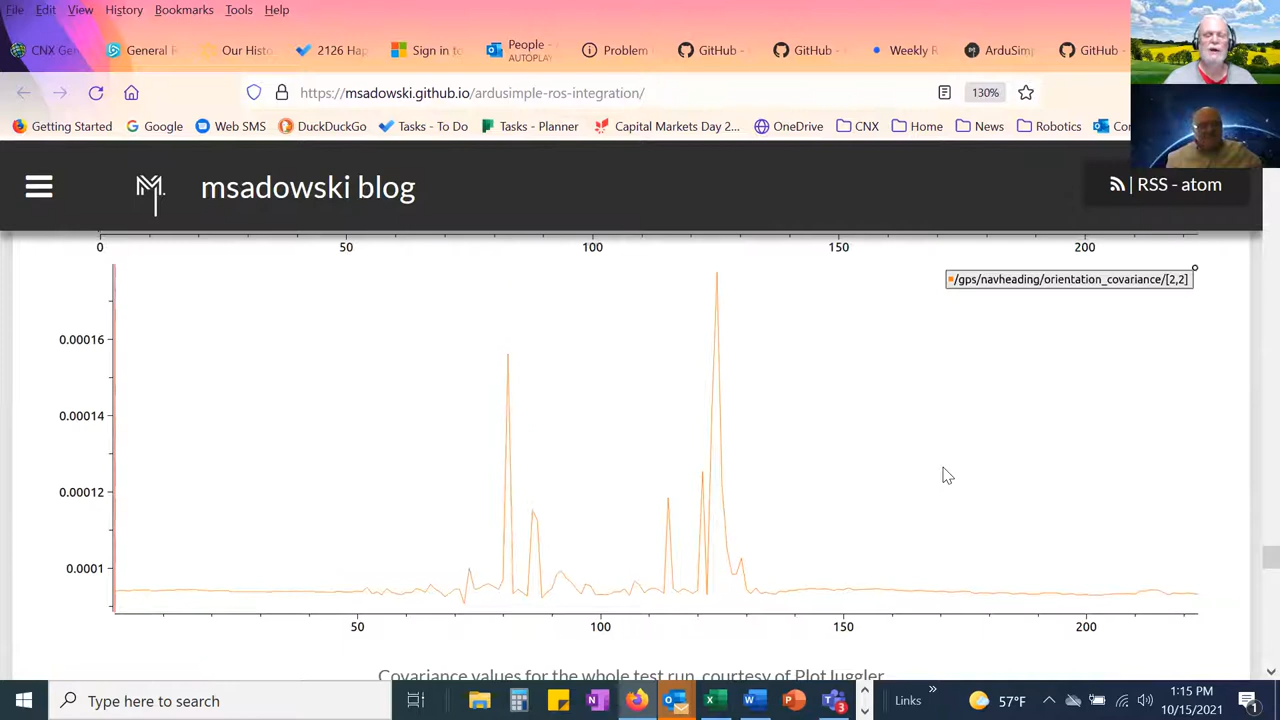 File Edit View History Bookmarks Tools Help
CNX Ge General R Our Histo 2126 Hap Sign in to People - Problem GitHub - GitHub - Weekly R ArduSim GitHub -
AUTOPLAY
https://msadowski.github.io/ardusimple-ros-integration/ 130%
Getting Started Google Web SMS DuckDuckGo Tasks - To Do Tasks - Planner Capital Markets Day 2... OneDrive CNX Home News Robotics Co
msadowski blog | RSS - atom
0 50 100 150 200
/gps/navheading/orientation_covariance/[2,2]
0.00016
0.00014
0.00012
0.0001
50 100 150 200
Covariance values for the whole test run, courtesy of PlotJuggler
Type here to search Links 57°F 1:15 PM
10/15/2021